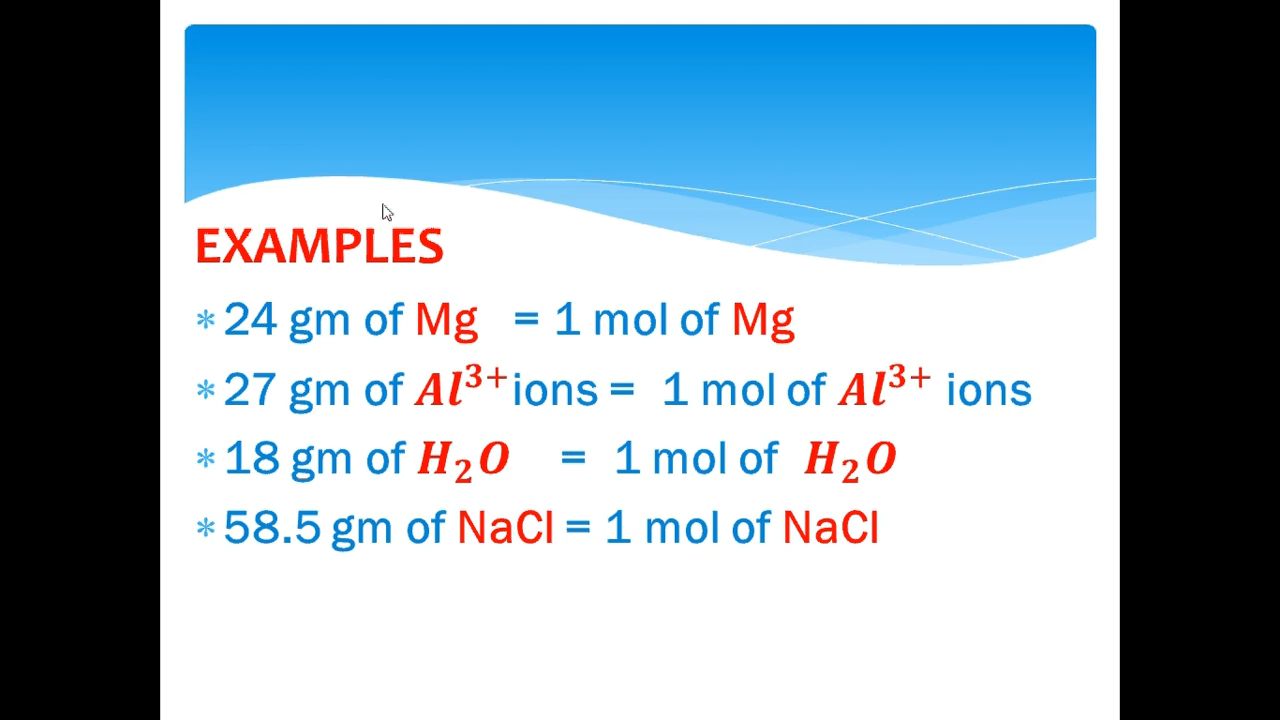 EXAMPLES
* 24 gm of Mg = 1 mol of Mg
* 27 gm of Al³⁺ ions = 1 mol of Al³⁺ ions
* 18 gm of H₂O = 1 mol of H₂O
* 58.5 gm of NaCl = 1 mol of NaCl